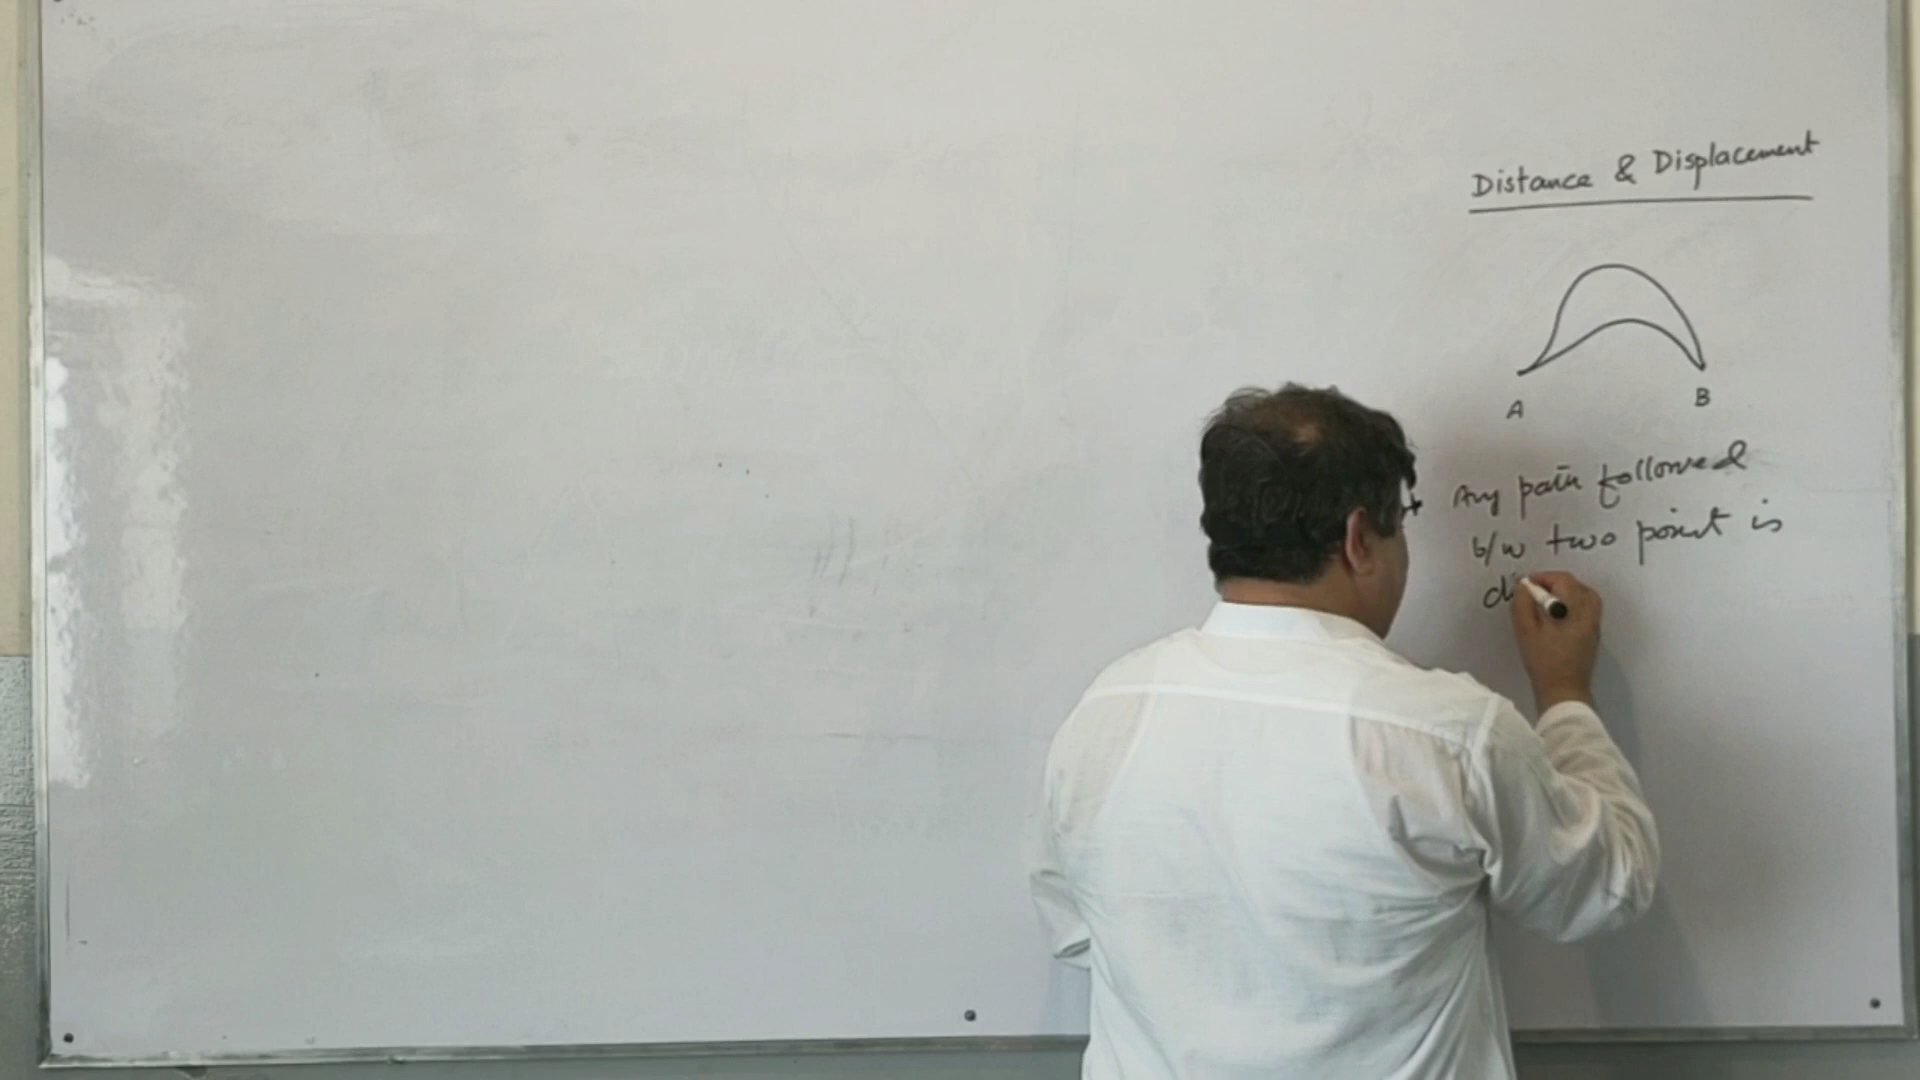 Distance & Displacement
A
B
* Any path followed
b/w two point is
di